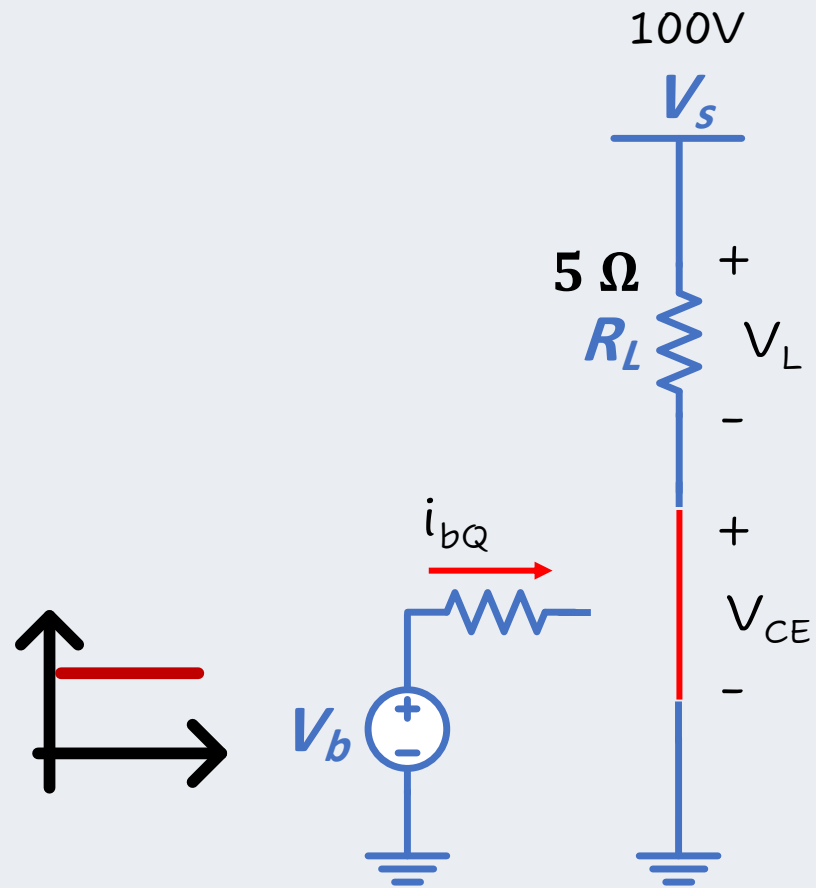 100V
Vs
+
5 Ω
RL
VL
-
ibQ
+
VCE
-
Vb
+
-